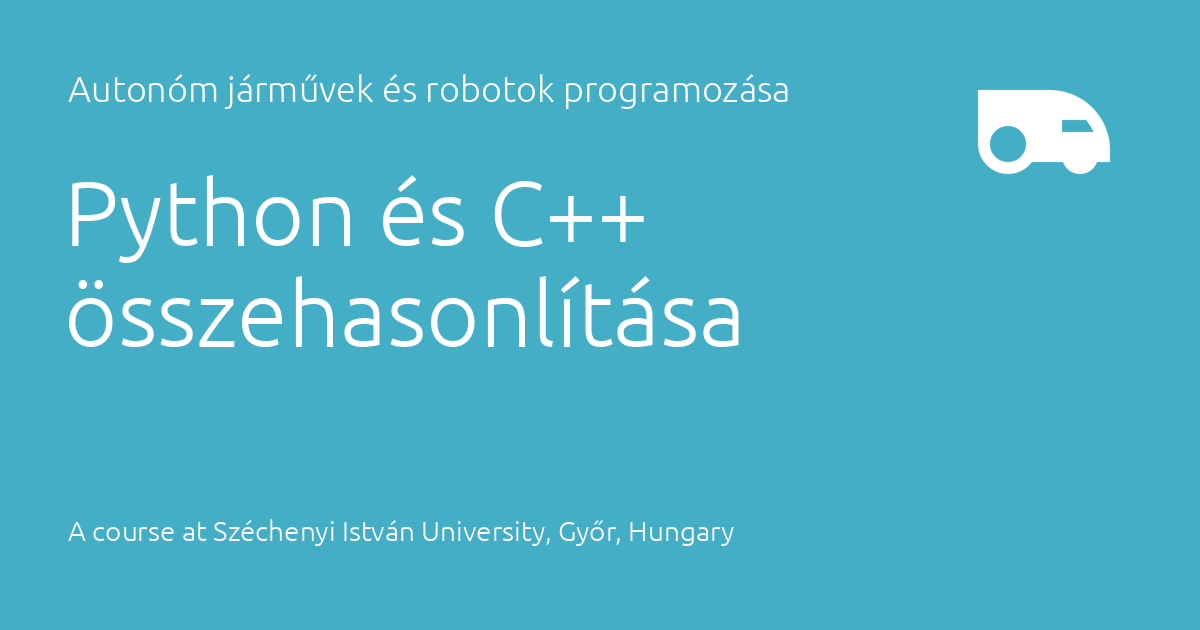 Autonóm járművek és robotok programozása
Python és C++
összehasonlítása
A course at Széchenyi István University, Győr, Hungary